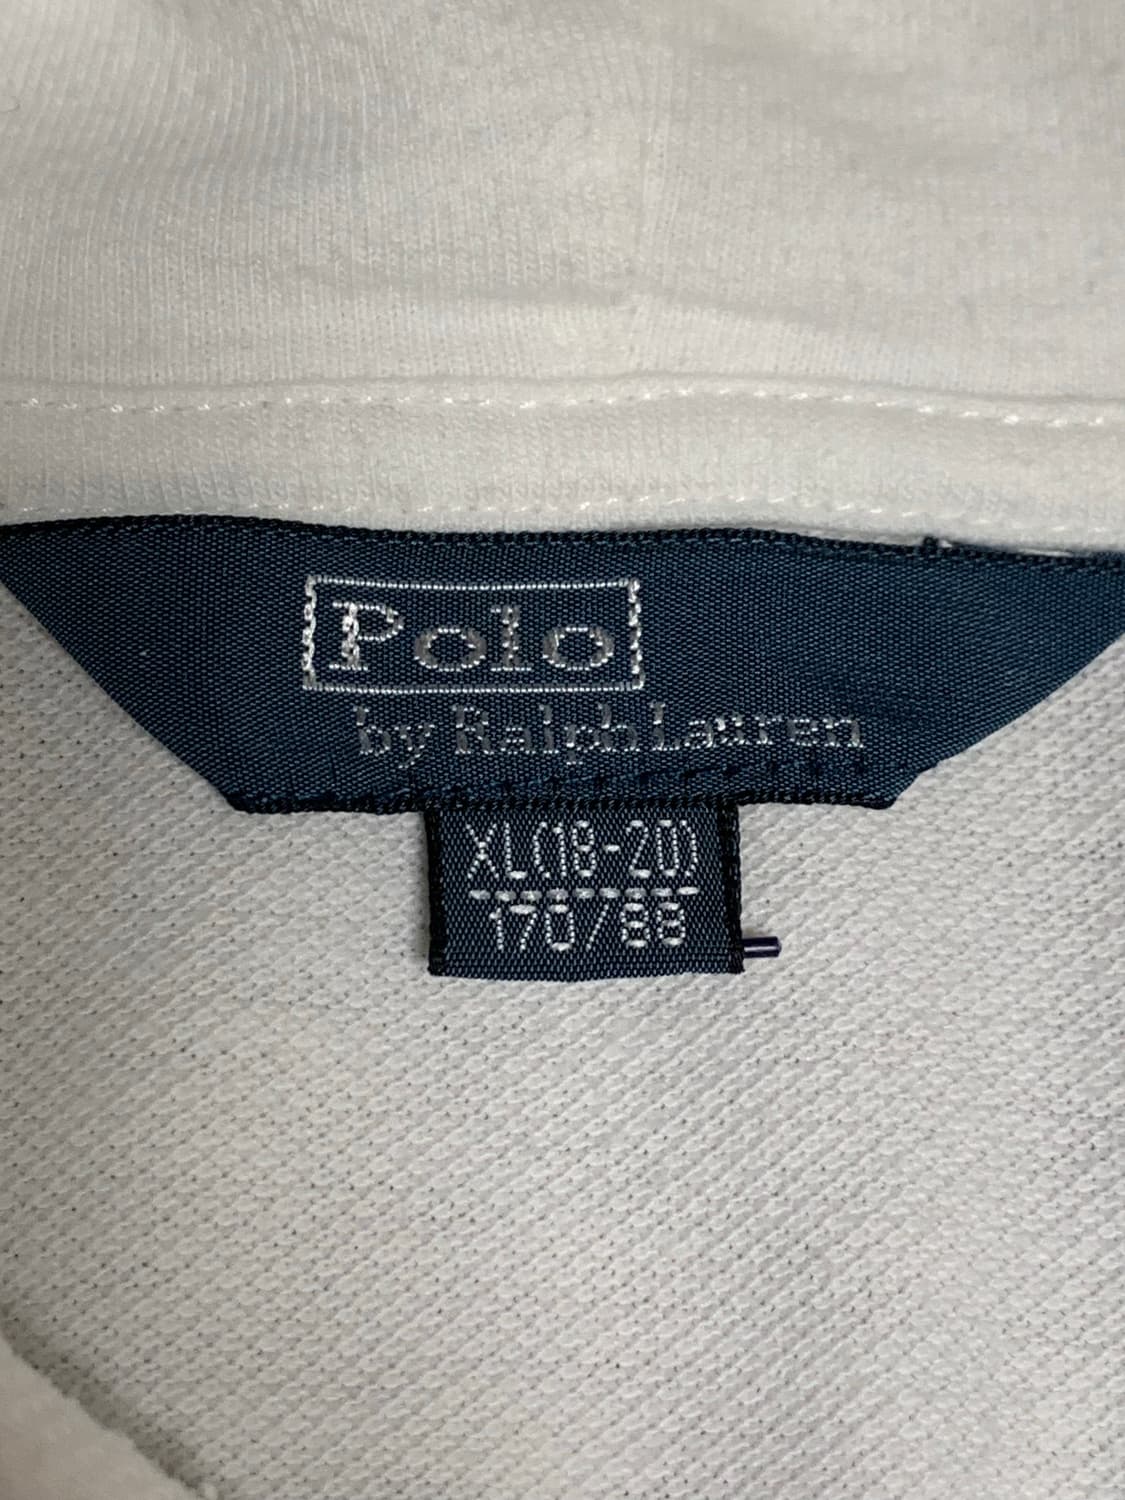 Polo
by Ralph Lauren
XL(18-20)
170/88